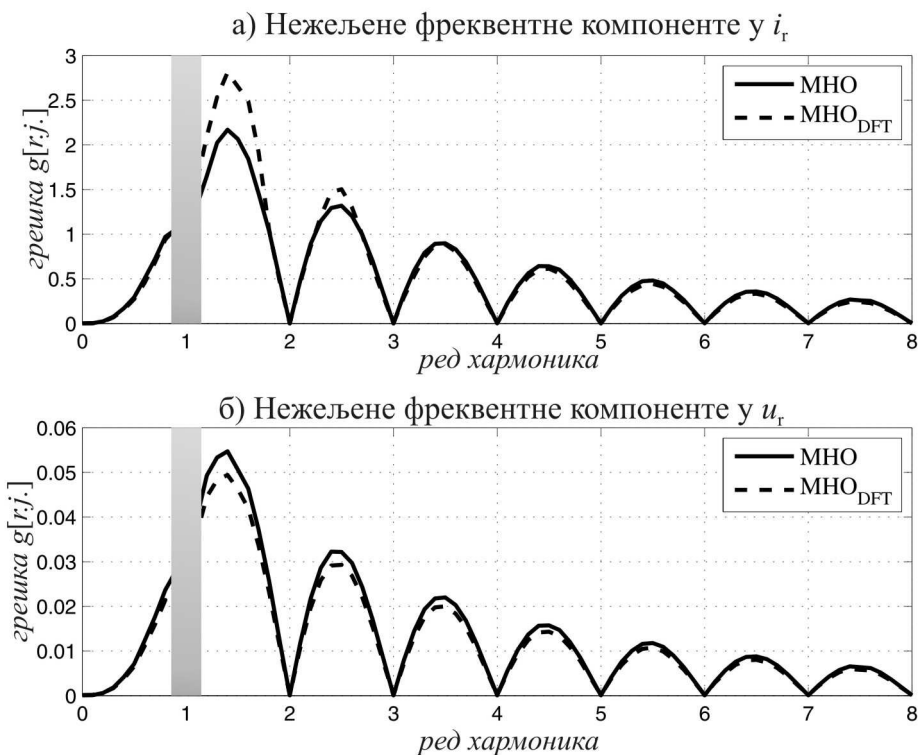 а) Нежељене фреквентне компоненте у iᵣ
3
2.5
2
1.5
1
0.5
0
грешка g[r.j.]
МНО
МНО_DFT
0 1 2 3 4 5 6 7 8
ред хармоника
б) Нежељене фреквентне компоненте у uᵣ
0.06
0.05
0.04
0.03
0.02
0.01
0
грешка g[r.j.]
МНО
МНО_DFT
0 1 2 3 4 5 6 7 8
ред хармоника